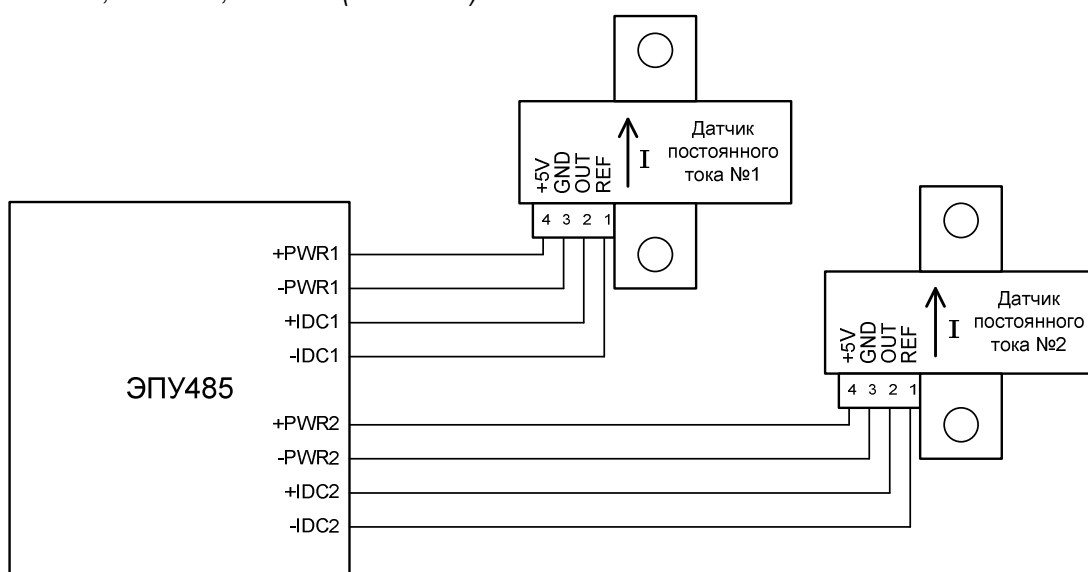 Датчик
постоянного
тока №1
I
+5V
GND
OUT
REF
4 3 2 1
Датчик
постоянного
тока №2
I
+5V
GND
OUT
REF
4 3 2 1
ЭПУ485
+PWR1
-PWR1
+IDC1
-IDC1
+PWR2
-PWR2
+IDC2
-IDC2